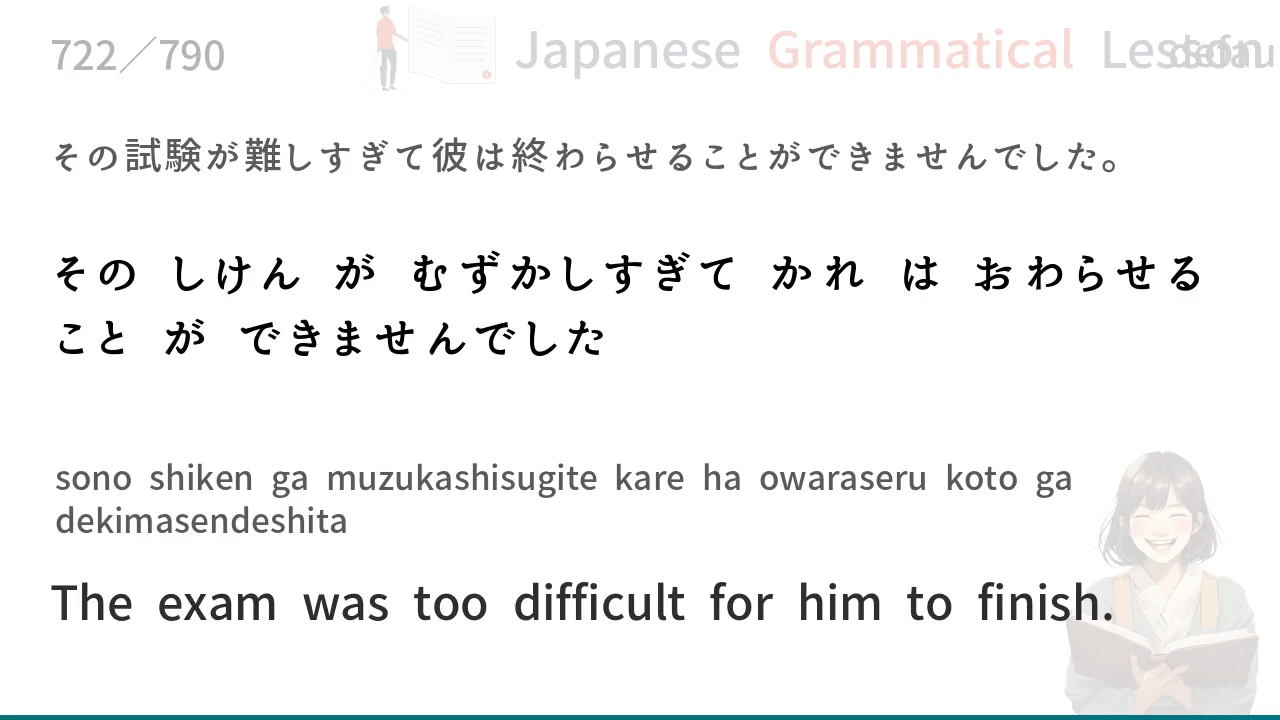 722／790
Japanese Grammatical Lesson
その試験が難しすぎて彼は終わらせることができませんでした。
その しけん が むずかしすぎて かれ は おわらせる
こと が できませんでした
sono shiken ga muzukashisugite kare ha owaraseru koto ga
dekimasendeshita
The exam was too difficult for him to finish.